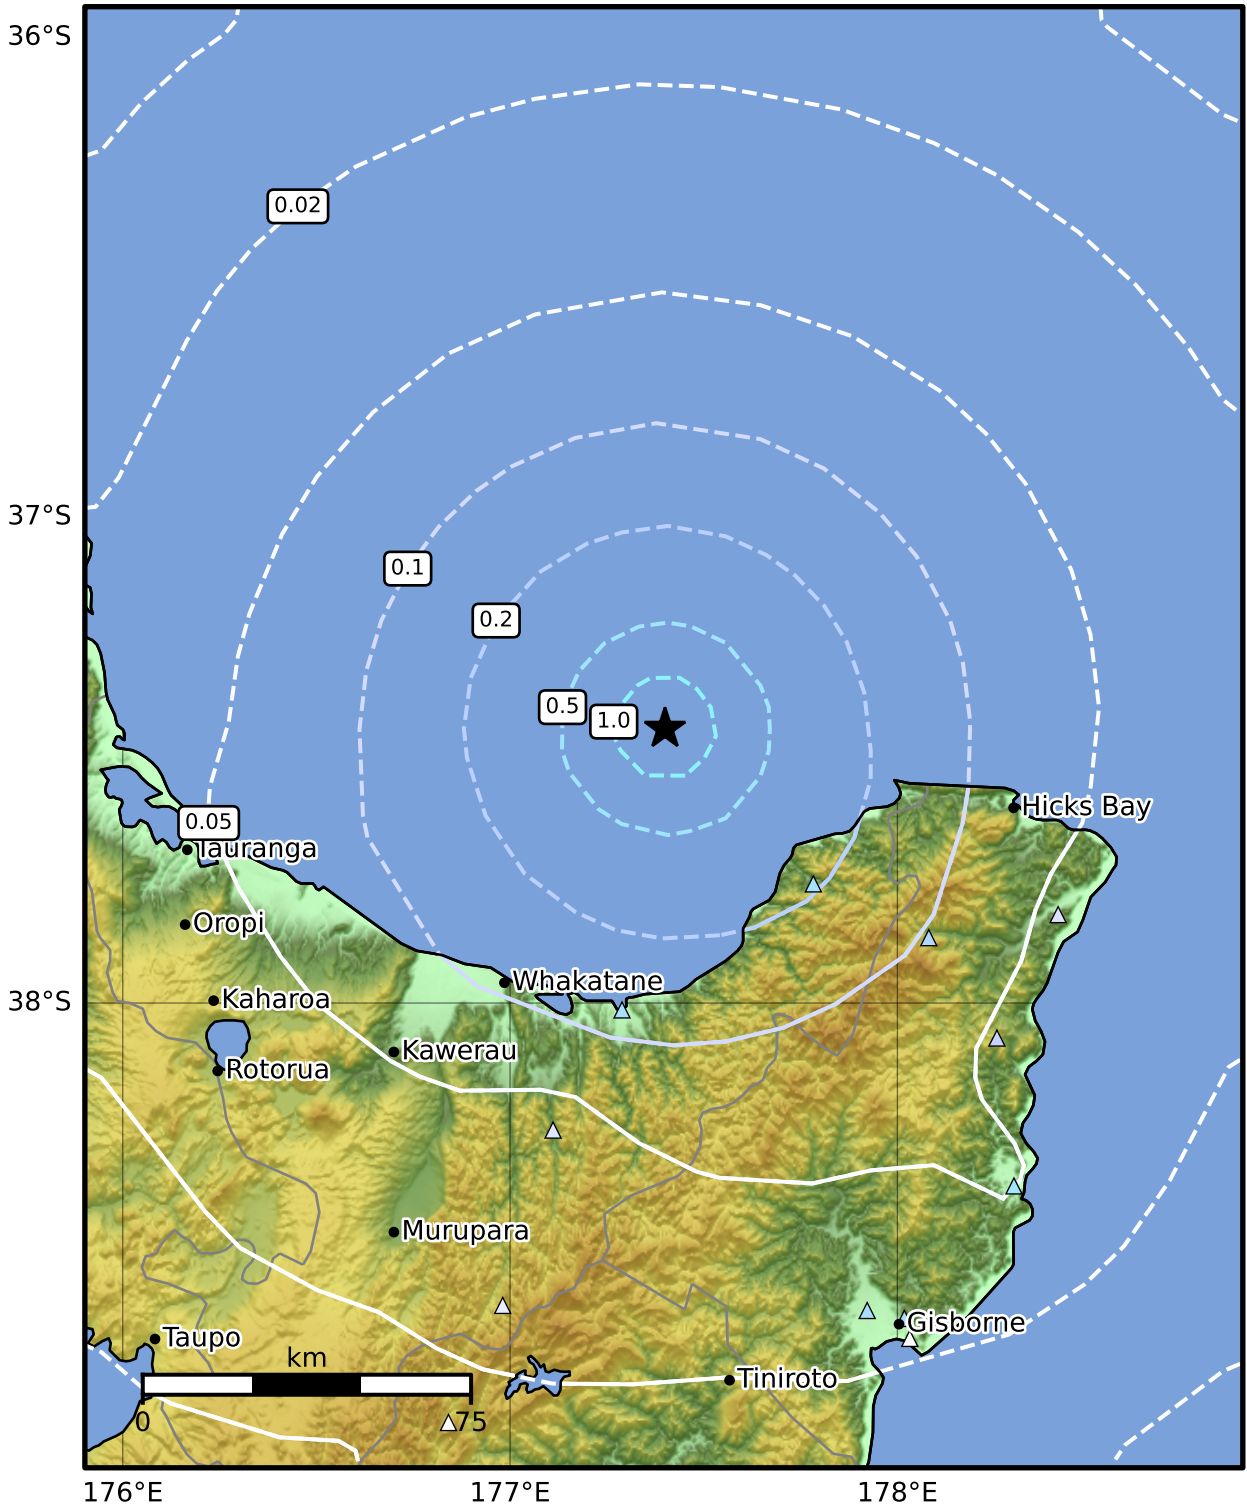 36°S
0.02
37°S
0.1
0.2
0.5
1.0
Hicks Bay
0.05
Tauranga
Oropi
Whakatane
38°S
Kaharoa
Kawerau
Rotorua
Murupara
Gisborne
Taupo
km
Tiniroto
0
75
176°E
177°E
178°E